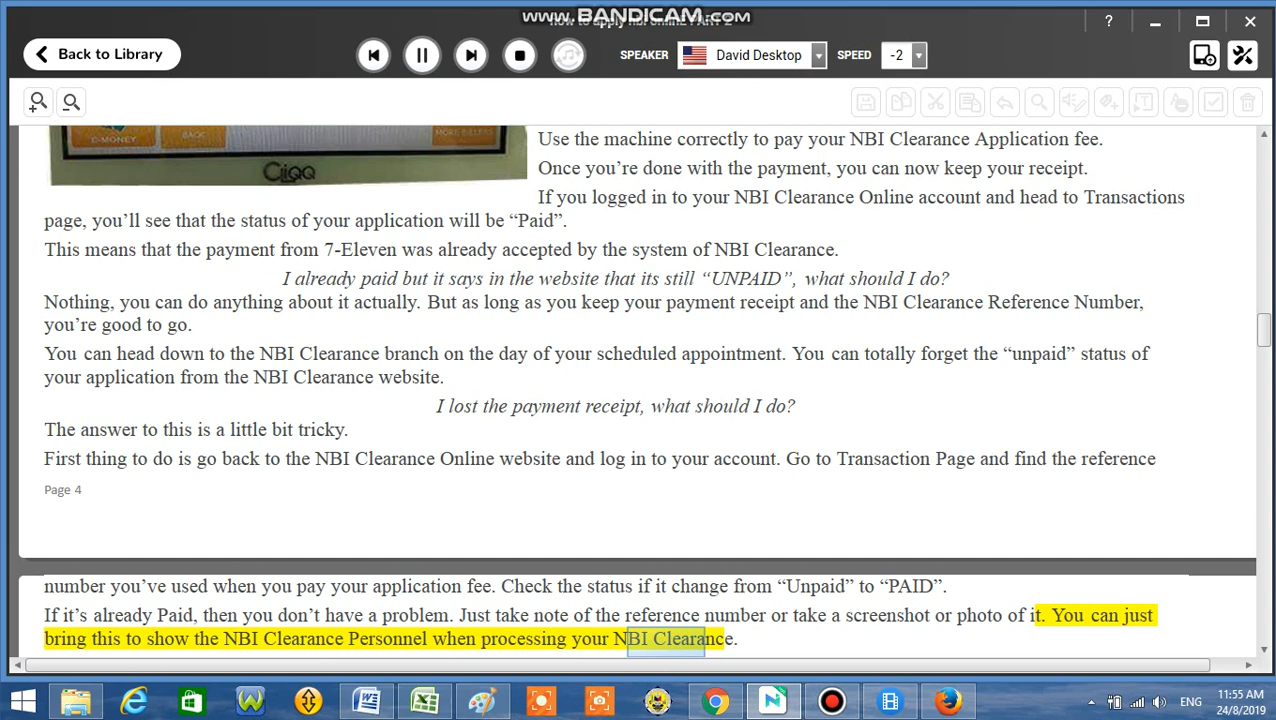 www.BANDICAM.com
how to apply nbi online PART 2
Back to Library
SPEAKER
David Desktop
SPEED
-2
E-MONEY
BACK
MORE BILLERS
CLiQQ
Use the machine correctly to pay your NBI Clearance Application fee.
Once you’re done with the payment, you can now keep your receipt.
If you logged in to your NBI Clearance Online account and head to Transactions
page, you’ll see that the status of your application will be “Paid”.
This means that the payment from 7-Eleven was already accepted by the system of NBI Clearance.
I already paid but it says in the website that its still “UNPAID”, what should I do?
Nothing, you can do anything about it actually. But as long as you keep your payment receipt and the NBI Clearance Reference Number,
you’re good to go.
You can head down to the NBI Clearance branch on the day of your scheduled appointment. You can totally forget the “unpaid” status of
your application from the NBI Clearance website.
I lost the payment receipt, what should I do?
The answer to this is a little bit tricky.
First thing to do is go back to the NBI Clearance Online website and log in to your account. Go to Transaction Page and find the reference
Page 4
number you’ve used when you pay your application fee. Check the status if it change from “Unpaid” to “PAID”.
If it’s already Paid, then you don’t have a problem. Just take note of the reference number or take a screenshot or photo of it. You can just
bring this to show the NBI Clearance Personnel when processing your NBI Clearance.
ENG
11:55 AM
24/8/2019